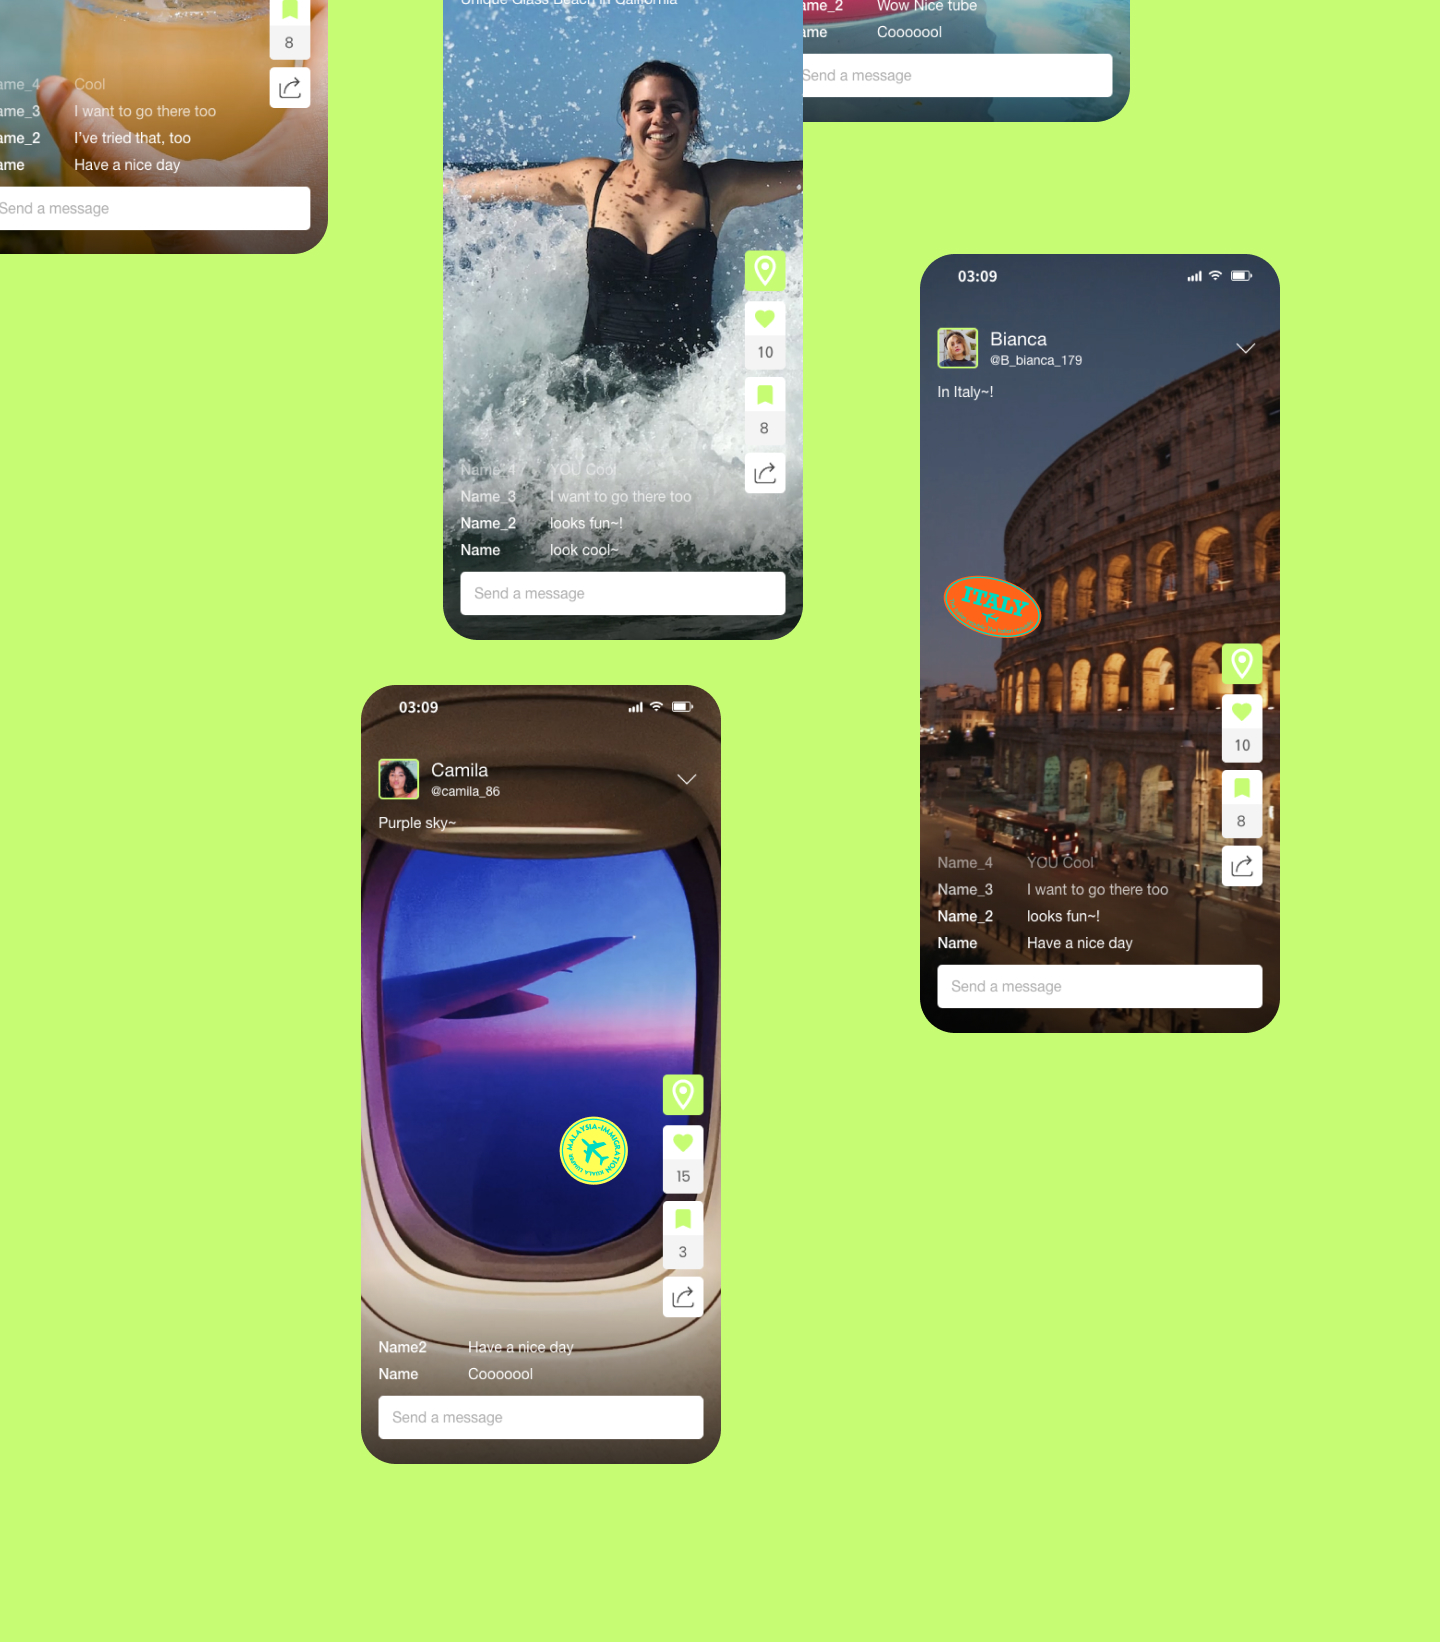 8
ame_4 Cool
ame_3 I want to go there too
ame_2 I've tried that, too
ame Have a nice day
Send a message
Unique Glass Beach in California
10
8
Name_4 YOU Cool
Name_3 I want to go there too
Name_2 looks fun~!
Name look cool~
Send a message
ame_2 Wow Nice tube
ame Cooooool
Send a message
03:09
Bianca
@B_bianca_179
In Italy~!
ITALY
10
8
Name_4 YOU Cool
Name_3 I want to go there too
Name_2 looks fun~!
Name Have a nice day
Send a message
03:09
Camila
@camila_86
Purple sky~
MALAYSIA-IMMIGRATION
KUALA LUMPUR
15
3
Name2 Have a nice day
Name Cooooool
Send a message